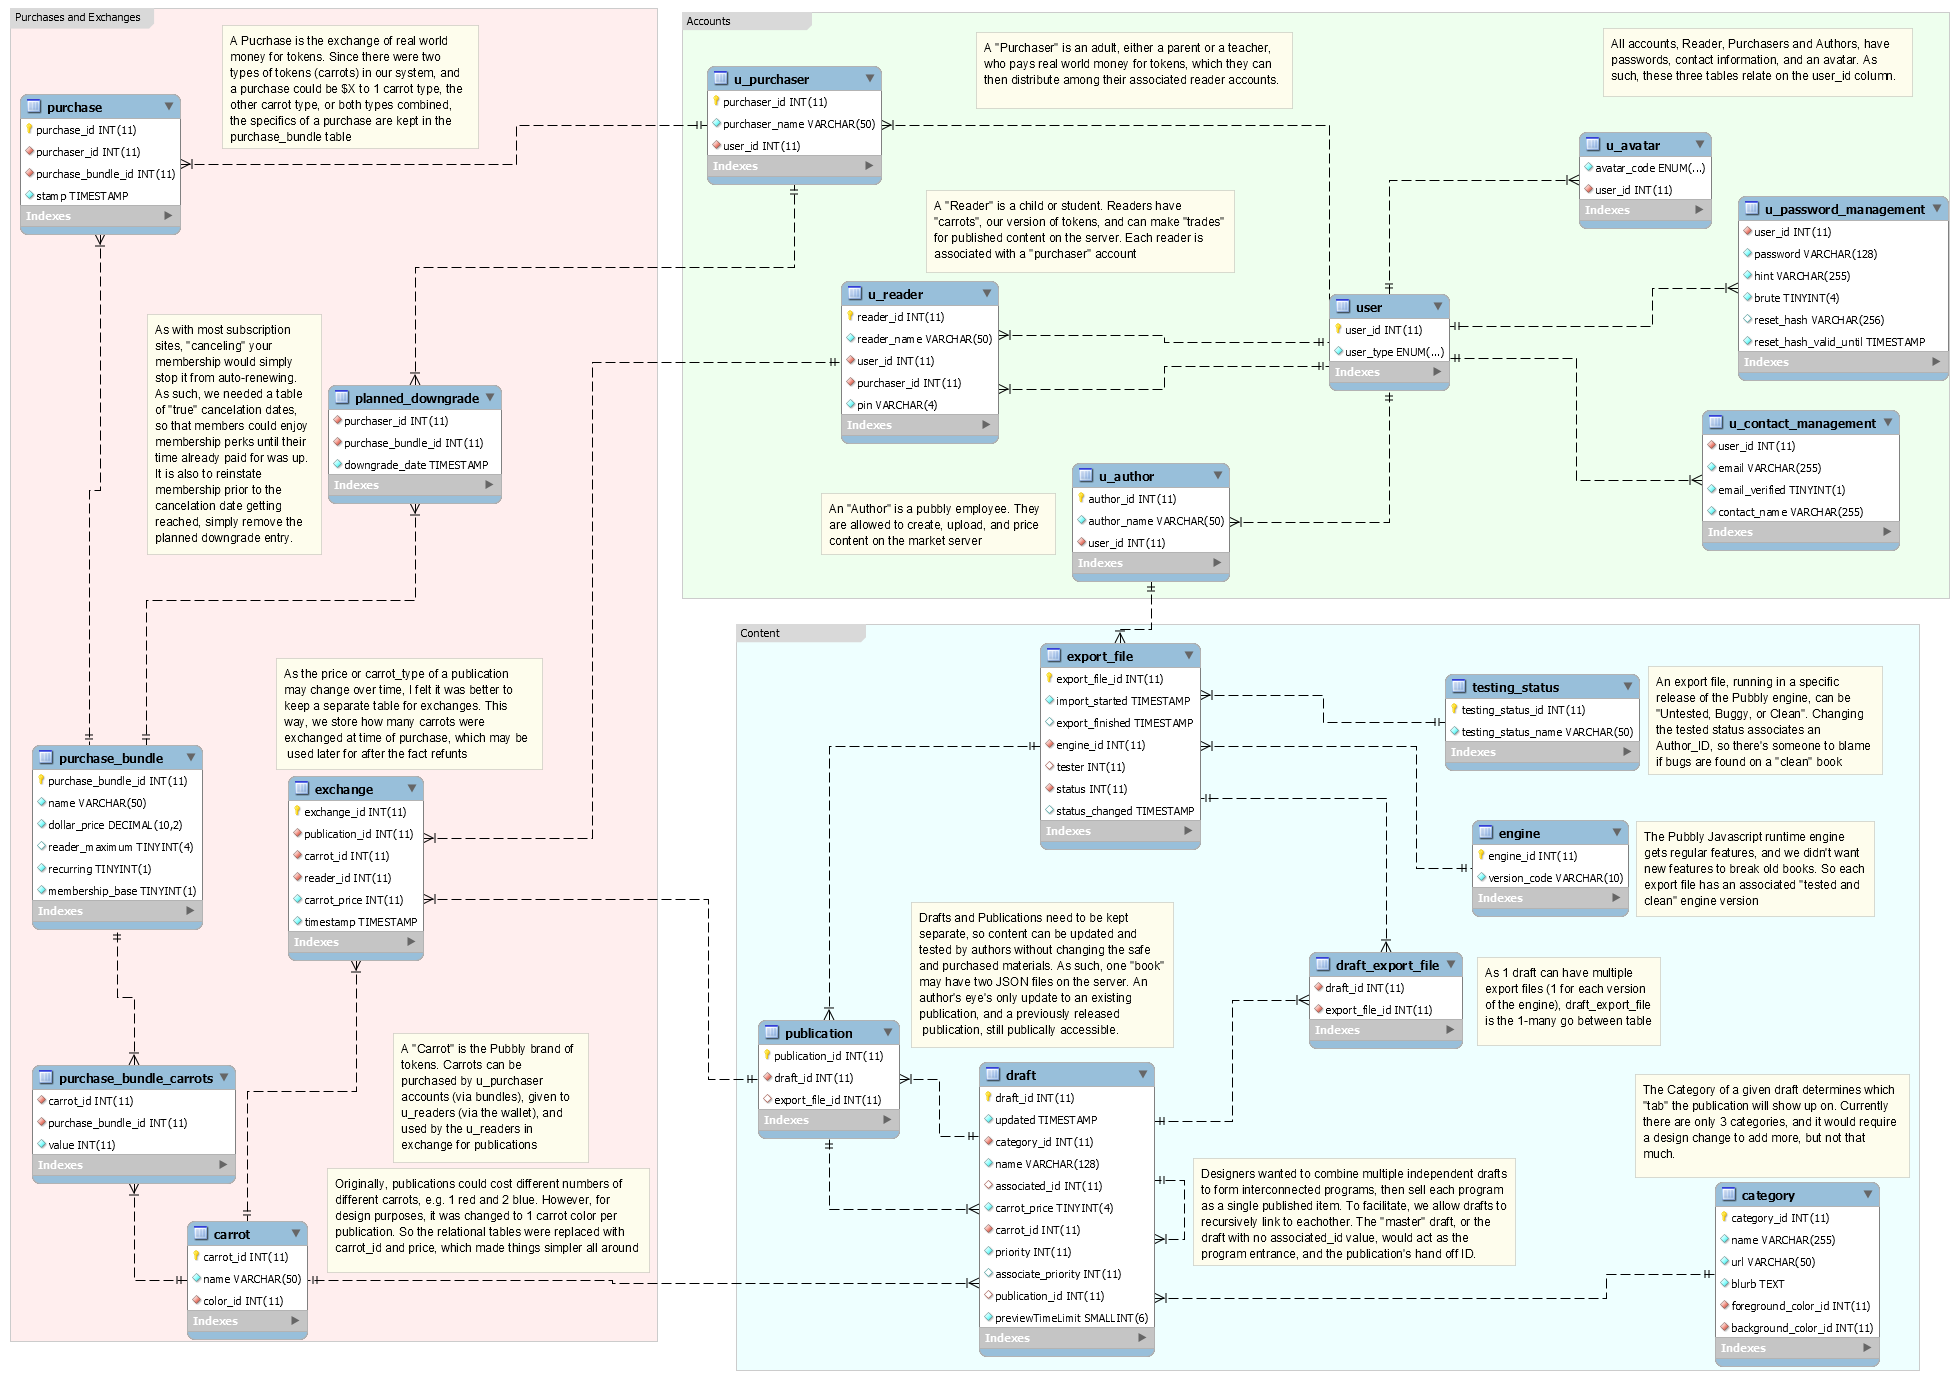 Purchases and Exchanges
A Pucrhase is the exchange of real world
money for tokens. Since there were two
types of tokens (carrots) in our system, and
a purchase could be $X to 1 carrot type, the
other carrot type, or both types combined,
the specifics of a purchase are kept in the
purchase_bundle table
purchase
purchase_id INT(11)
purchaser_id INT(11)
purchase_bundle_id INT(11)
stamp TIMESTAMP
Indexes
As with most subscription
sites, "canceling" your
membership would simply
stop it from auto-renewing.
As such, we needed a table
of "true" cancelation dates,
so that members could enjoy
membership perks until their
time already paid for was up.
It is also to reinstate
membership prior to the
cancelation date getting
reached, simply remove the
planned downgrade entry.
planned_downgrade
purchaser_id INT(11)
purchase_bundle_id INT(11)
downgrade_date TIMESTAMP
Indexes
As the price or carrot_type of a publication
may change over time, I felt it was better to
keep a separate table for exchanges. This
way, we store how many carrots were
exchanged at time of purchase, which may be
used later for after the fact refunts
purchase_bundle
purchase_bundle_id INT(11)
name VARCHAR(50)
dollar_price DECIMAL(10,2)
reader_maximum TINYINT(4)
recurring TINYINT(1)
membership_base TINYINT(1)
Indexes
exchange
exchange_id INT(11)
publication_id INT(11)
carrot_id INT(11)
reader_id INT(11)
carrot_price INT(11)
timestamp TIMESTAMP
Indexes
A "Carrot" is the Pubbly brand of
tokens. Carrots can be
purchased by u_purchaser
accounts (via bundles), given to
u_readers (via the wallet), and
used by the u_readers in
exchange for publications
purchase_bundle_carrots
carrot_id INT(11)
purchase_bundle_id INT(11)
value INT(11)
Indexes
Originally, publications could cost different numbers of
different carrots, e.g. 1 red and 2 blue. However, for
design purposes, it was changed to 1 carrot color per
publication. So the relational tables were replaced with
carrot_id and price, which made things simpler all around
carrot
carrot_id INT(11)
name VARCHAR(50)
color_id INT(11)
Indexes
Accounts
u_purchaser
purchaser_id INT(11)
purchaser_name VARCHAR(50)
user_id INT(11)
Indexes
A "Purchaser" is an adult, either a parent or a teacher,
who pays real world money for tokens, which they can
then distribute among their associated reader accounts.
All accounts, Reader, Purchasers and Authors, have
passwords, contact information, and an avatar. As
such, these three tables relate on the user_id column.
A "Reader" is a child or student. Readers have
"carrots", our version of tokens, and can make "trades"
for published content on the server. Each reader is
associated with a "purchaser" account
u_avatar
avatar_code ENUM(...)
user_id INT(11)
Indexes
u_password_management
user_id INT(11)
password VARCHAR(128)
hint VARCHAR(255)
brute TINYINT(4)
reset_hash VARCHAR(256)
reset_hash_valid_until TIMESTAMP
Indexes
u_reader
reader_id INT(11)
reader_name VARCHAR(50)
user_id INT(11)
purchaser_id INT(11)
pin VARCHAR(4)
Indexes
user
user_id INT(11)
user_type ENUM(...)
Indexes
u_contact_management
user_id INT(11)
email VARCHAR(255)
email_verified TINYINT(1)
contact_name VARCHAR(255)
Indexes
An "Author" is a pubbly employee. They
are allowed to create, upload, and price
content on the market server
u_author
author_id INT(11)
author_name VARCHAR(50)
user_id INT(11)
Indexes
Content
export_file
export_file_id INT(11)
import_started TIMESTAMP
export_finished TIMESTAMP
engine_id INT(11)
tester INT(11)
status INT(11)
status_changed TIMESTAMP
Indexes
testing_status
testing_status_id INT(11)
testing_status_name VARCHAR(50)
Indexes
An export file, running in a specific
release of the Pubbly engine, can be
"Untested, Buggy, or Clean". Changing
the tested status associates an
Author_ID, so there's someone to blame
if bugs are found on a "clean" book
engine
engine_id INT(11)
version_code VARCHAR(10)
Indexes
The Pubbly Javascript runtime engine
gets regular features, and we didn't want
new features to break old books. So each
export file has an associated "tested and
clean" engine version
Drafts and Publications need to be kept
separate, so content can be updated and
tested by authors without changing the safe
and purchased materials. As such, one "book"
may have two JSON files on the server. An
author's eye's only update to an existing
publication, and a previously released
publication, still publically accessible.
draft_export_file
draft_id INT(11)
export_file_id INT(11)
Indexes
As 1 draft can have multiple
export files (1 for each version
of the engine), draft_export_file
is the 1-many go between table
publication
publication_id INT(11)
draft_id INT(11)
export_file_id INT(11)
Indexes
draft
draft_id INT(11)
updated TIMESTAMP
category_id INT(11)
name VARCHAR(128)
associated_id INT(11)
carrot_price TINYINT(4)
carrot_id INT(11)
priority INT(11)
associate_priority INT(11)
publication_id INT(11)
previewTimeLimit SMALLINT(6)
Indexes
Designers wanted to combine multiple independent drafts
to form interconnected programs, then sell each program
as a single published item. To facilitate, we allow drafts to
recursively link to eachother. The "master" draft, or the
draft with no associated_id value, would act as the
program entrance, and the publication's hand off ID.
The Category of a given draft determines which
"tab" the publication will show up on. Currently
there are only 3 categories, and it would require
a design change to add more, but not that
much.
category
category_id INT(11)
name VARCHAR(255)
url VARCHAR(50)
blurb TEXT
foreground_color_id INT(11)
background_color_id INT(11)
Indexes